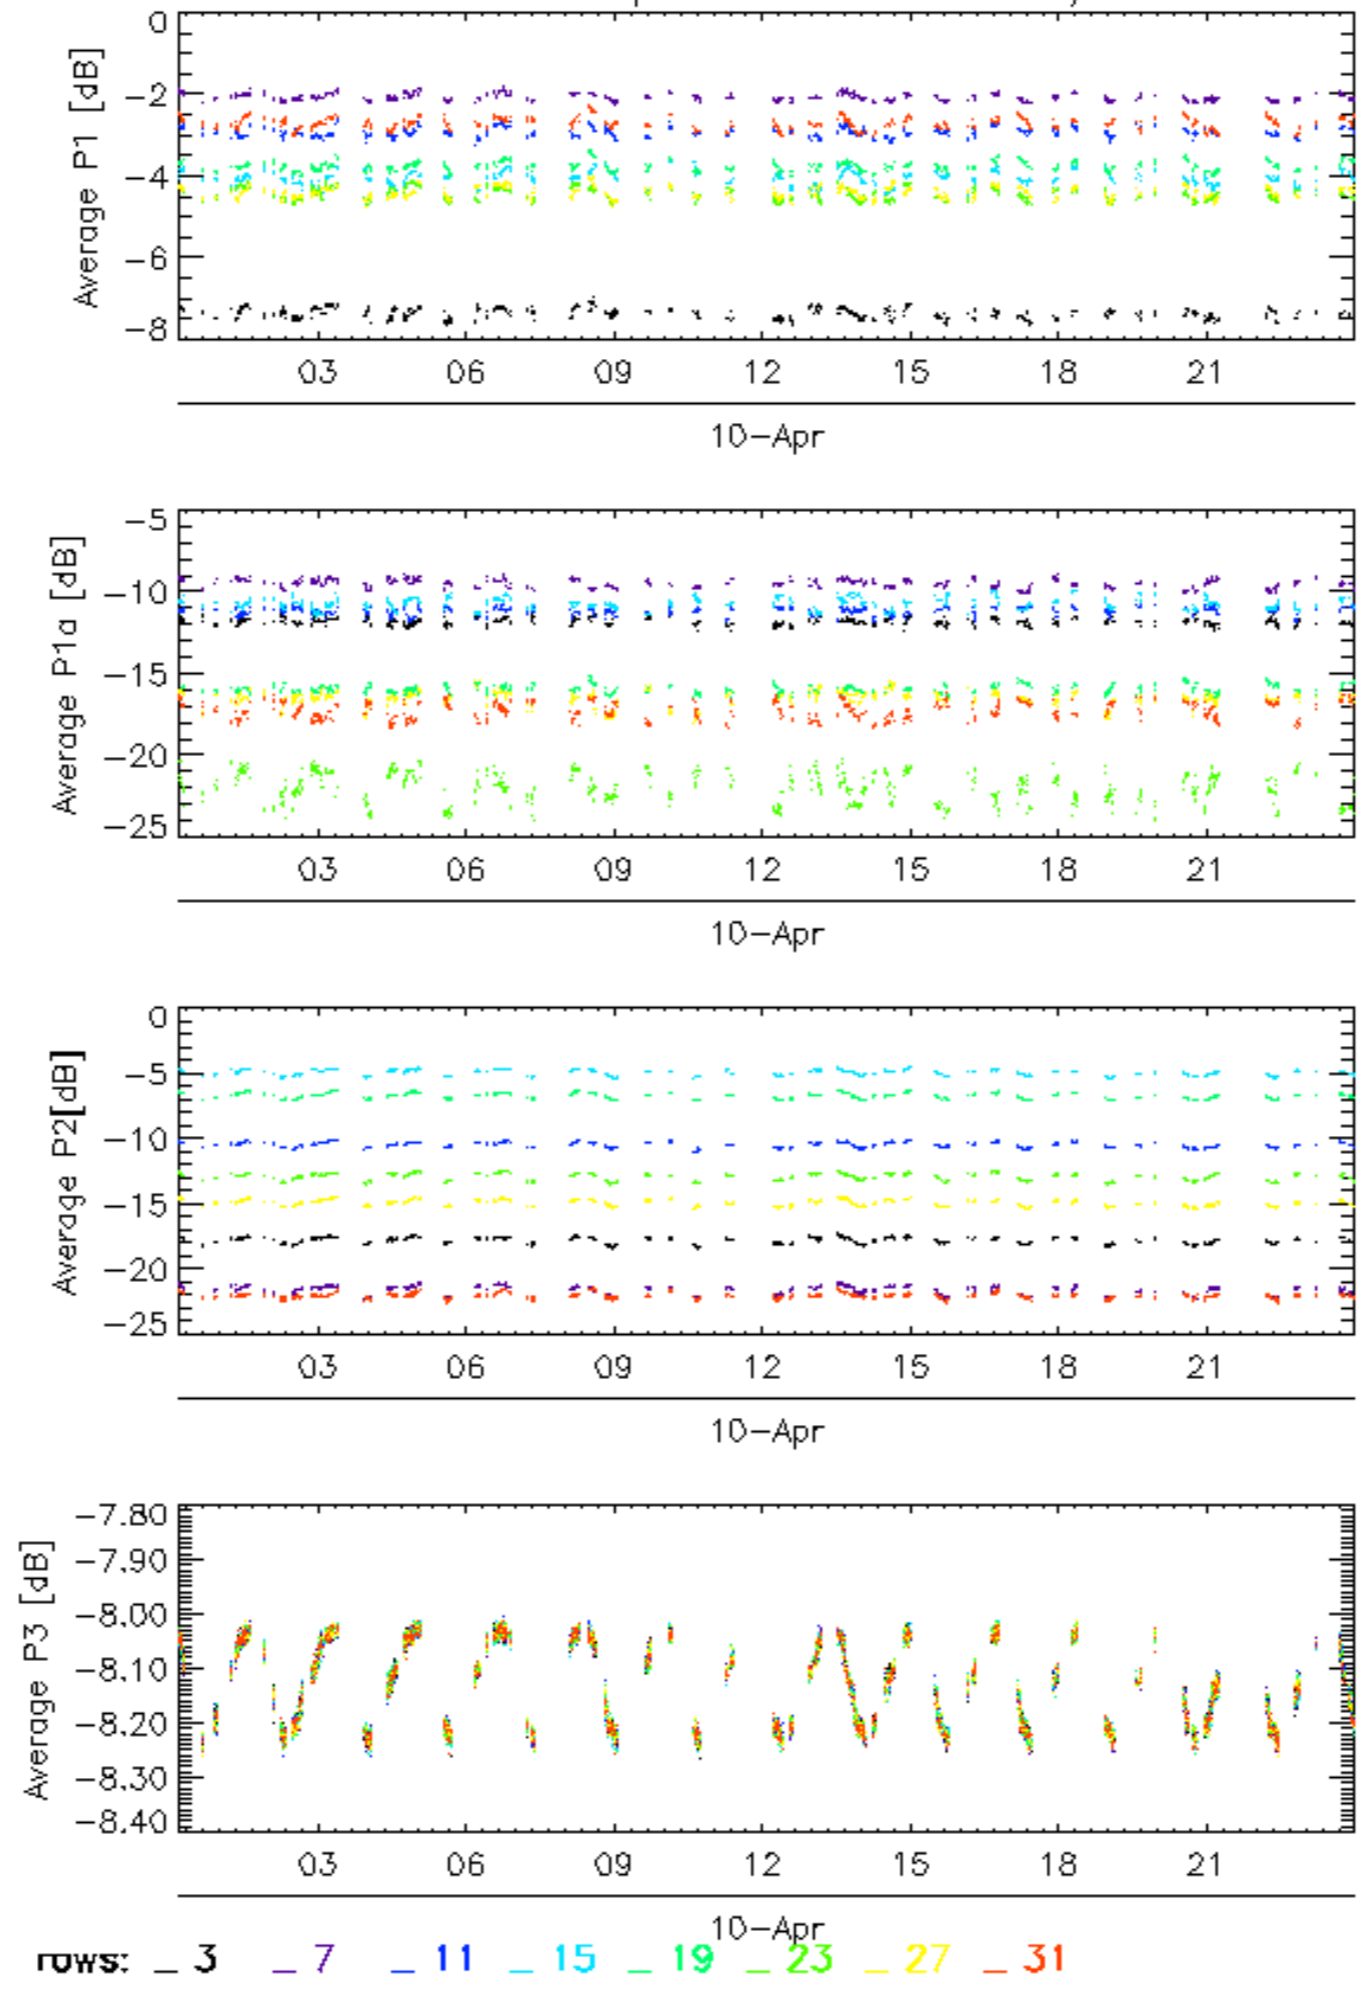 0
−2
−4
−6
−8
Average P1 [dB]
03 06 09 12 15 18 21
10−Apr
−5
−10
−15
−20
−25
Average P1a [dB]
03 06 09 12 15 18 21
10−Apr
0
−5
−10
−15
−20
−25
Average P2[dB]
03 06 09 12 15 18 21
10−Apr
−7.80
−7.90
−8.00
−8.10
−8.20
−8.30
−8.40
Average P3 [dB]
03 06 09 12 15 18 21
10−Apr
rows: _ 3 _ 7 _ 11 _ 15 _ 19 _ 23 _ 27 _ 31